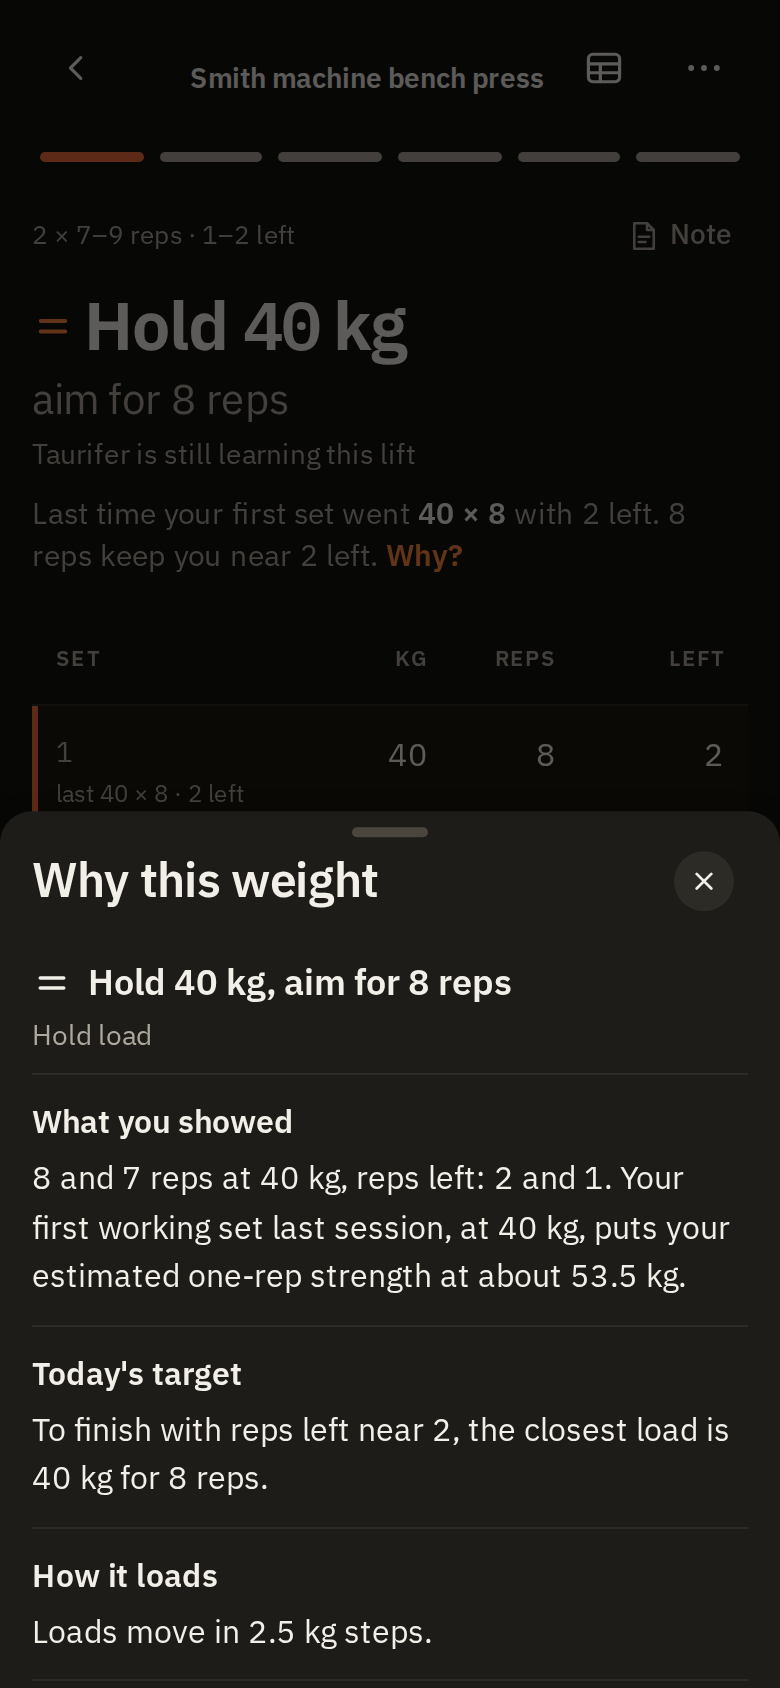 Smith machine bench press
2 × 7–9 reps · 1–2 left
Note
= Hold 40 kg
aim for 8 reps
Taurifer is still learning this lift
Last time your first set went 40 × 8 with 2 left. 8
reps keep you near 2 left. Why?
SET KG REPS LEFT
1 40 8 2
last 40 × 8 · 2 left
Why this weight
= Hold 40 kg, aim for 8 reps
Hold load
What you showed
8 and 7 reps at 40 kg, reps left: 2 and 1. Your
first working set last session, at 40 kg, puts your
estimated one-rep strength at about 53.5 kg.
Today's target
To finish with reps left near 2, the closest load is
40 kg for 8 reps.
How it loads
Loads move in 2.5 kg steps.